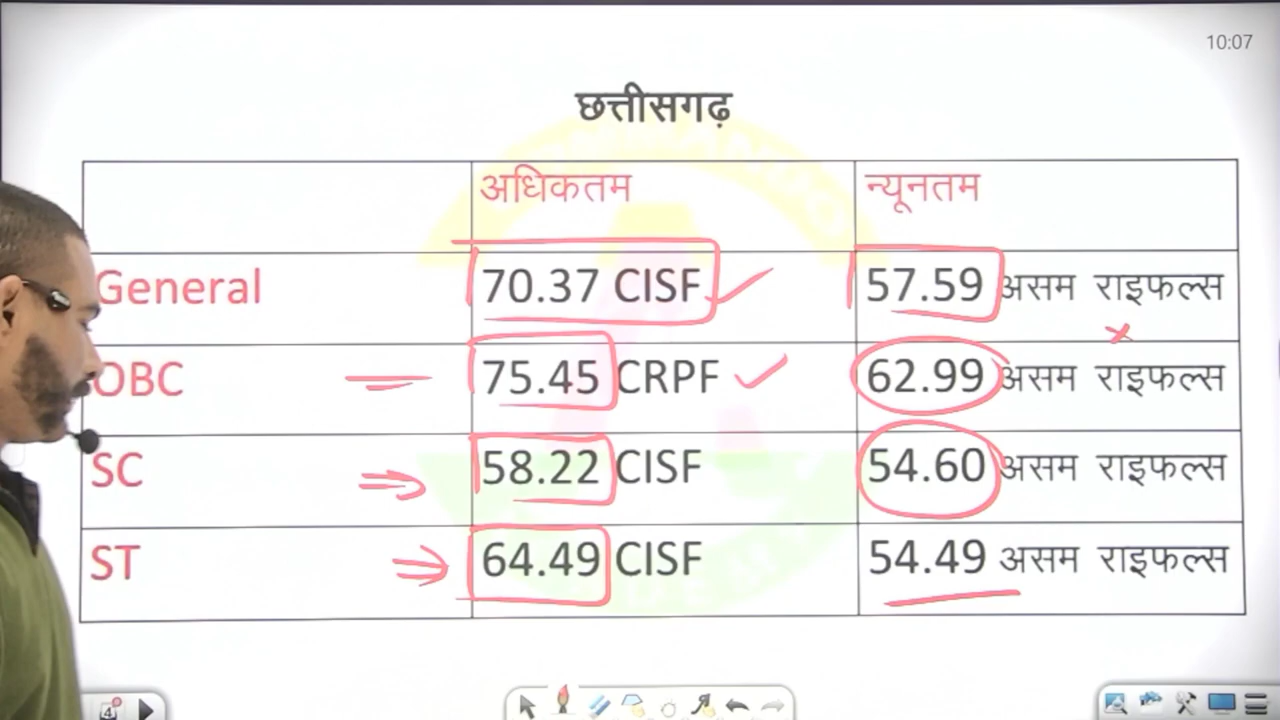 10:07
छत्तीसगढ़
अधिकतम न्यूनतम
General 70.37 CISF 57.59 असम राइफल्स
OBC 75.45 CRPF 62.99 असम राइफल्स
SC 58.22 CISF 54.60 असम राइफल्स
ST 64.49 CISF 54.49 असम राइफल्स
4